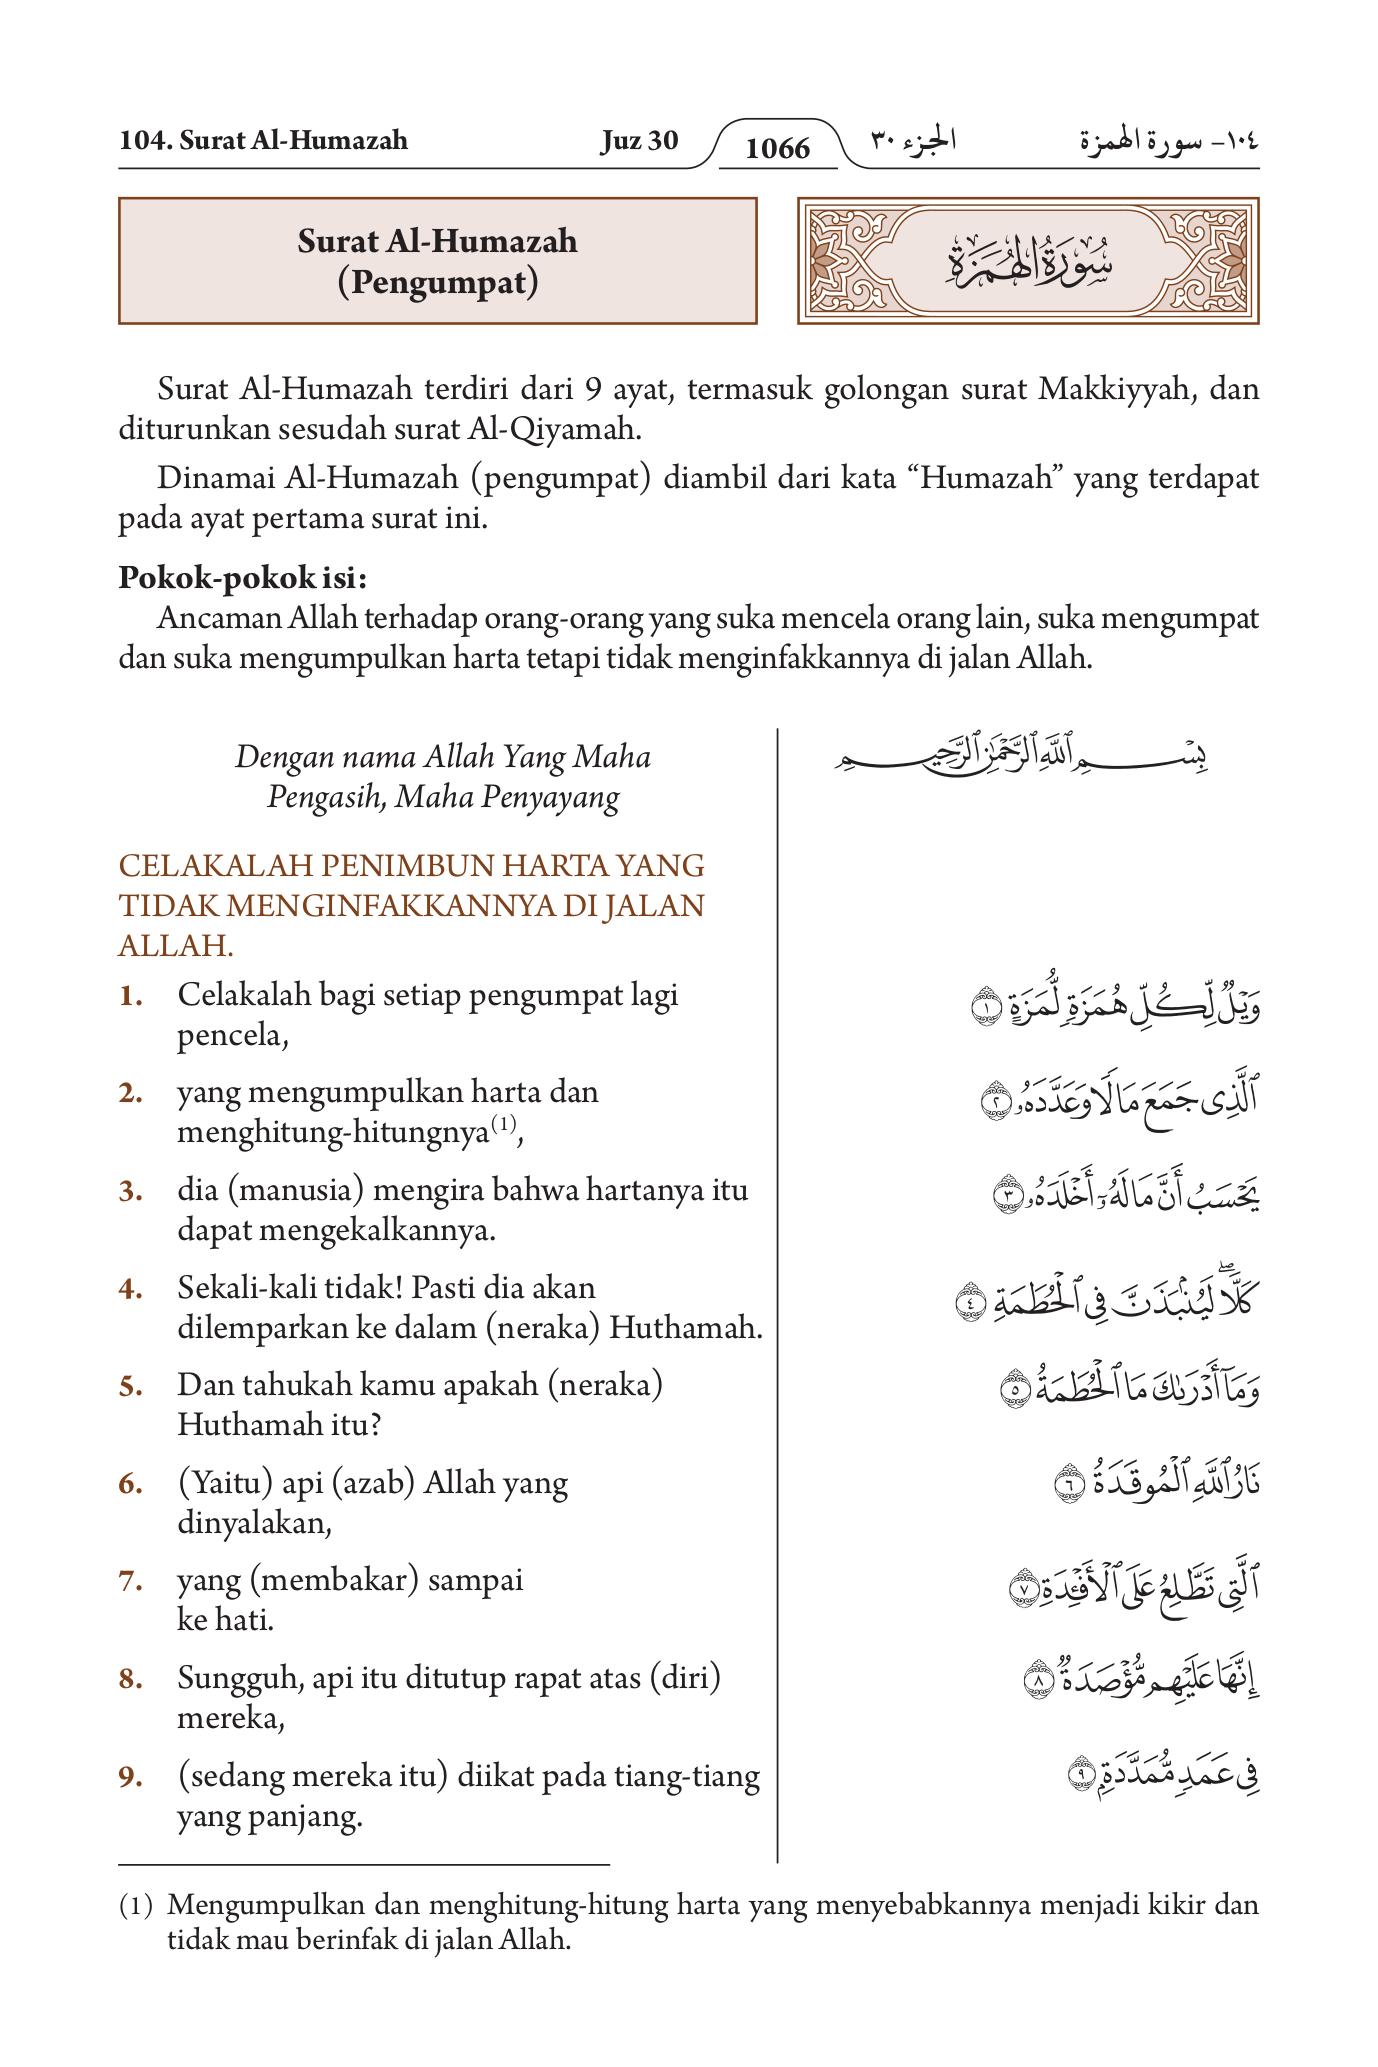 104. Surat Al-Humazah Juz 30 1066 الجزء ٣٠ ١٠٤- سورة الهمزة
Surat Al-Humazah
(Pengumpat)
سُورَةُ الهُمَزَةِ
Surat Al-Humazah terdiri dari 9 ayat, termasuk golongan surat Makkiyyah, dan
diturunkan sesudah surat Al-Qiyamah.
Dinamai Al-Humazah (pengumpat) diambil dari kata “Humazah” yang terdapat
pada ayat pertama surat ini.
Pokok-pokok isi:
Ancaman Allah terhadap orang-orang yang suka mencela orang lain, suka mengumpat
dan suka mengumpulkan harta tetapi tidak menginfakkannya di jalan Allah.
Dengan nama Allah Yang Maha
Pengasih, Maha Penyayang
بِسْمِ ٱللَّهِ ٱلرَّحْمَٰنِ ٱلرَّحِيمِ
CELAKALAH PENIMBUN HARTA YANG
TIDAK MENGINFAKKANNYA DI JALAN
ALLAH.
1. Celakalah bagi setiap pengumpat lagi
pencela,
وَيْلٌ لِّكُلِّ هُمَزَةٍ لُّمَزَةٍ ١
2. yang mengumpulkan harta dan
menghitung-hitungnya(1),
ٱلَّذِى جَمَعَ مَالًا وَعَدَّدَهُۥ ٢
3. dia (manusia) mengira bahwa hartanya itu
dapat mengekalkannya.
يَحْسَبُ أَنَّ مَالَهُۥٓ أَخْلَدَهُۥ ٣
4. Sekali-kali tidak! Pasti dia akan
dilemparkan ke dalam (neraka) Huthamah.
كَلَّا ۖ لَيُنۢبَذَنَّ فِى ٱلْحُطَمَةِ ٤
5. Dan tahukah kamu apakah (neraka)
Huthamah itu?
وَمَآ أَدْرَىٰكَ مَا ٱلْحُطَمَةُ ٥
6. (Yaitu) api (azab) Allah yang
dinyalakan,
نَارُ ٱللَّهِ ٱلْمُوقَدَةُ ٦
7. yang (membakar) sampai
ke hati.
ٱلَّتِى تَطَّلِعُ عَلَى ٱلْأَفْـِٔدَةِ ٧
8. Sungguh, api itu ditutup rapat atas (diri)
mereka,
إِنَّهَا عَلَيْهِم مُّؤْصَدَةٌ ٨
9. (sedang mereka itu) diikat pada tiang-tiang
yang panjang.
فِى عَمَدٍ مُّمَدَّدَةٍۭ ٩
(1) Mengumpulkan dan menghitung-hitung harta yang menyebabkannya menjadi kikir dan
tidak mau berinfak di jalan Allah.